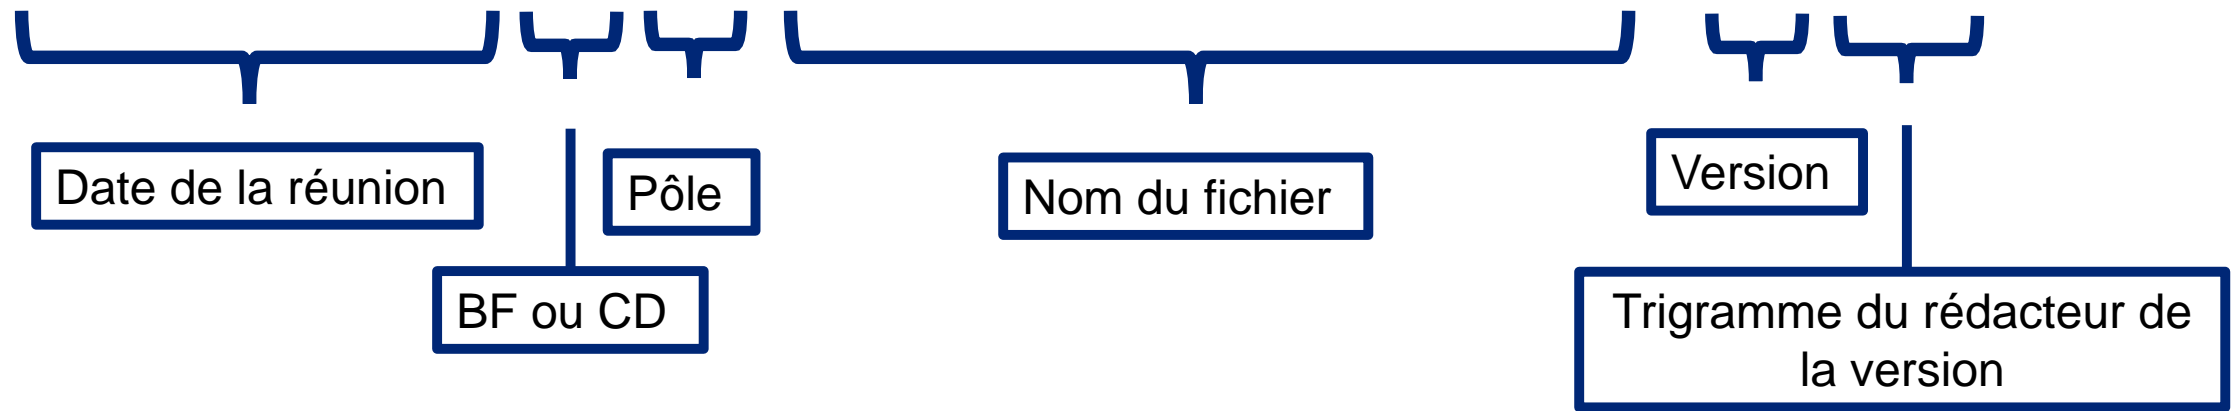 Date de la réunion
BF ou CD
Pôle
Nom du fichier
Version
Trigramme du rédacteur de
la version